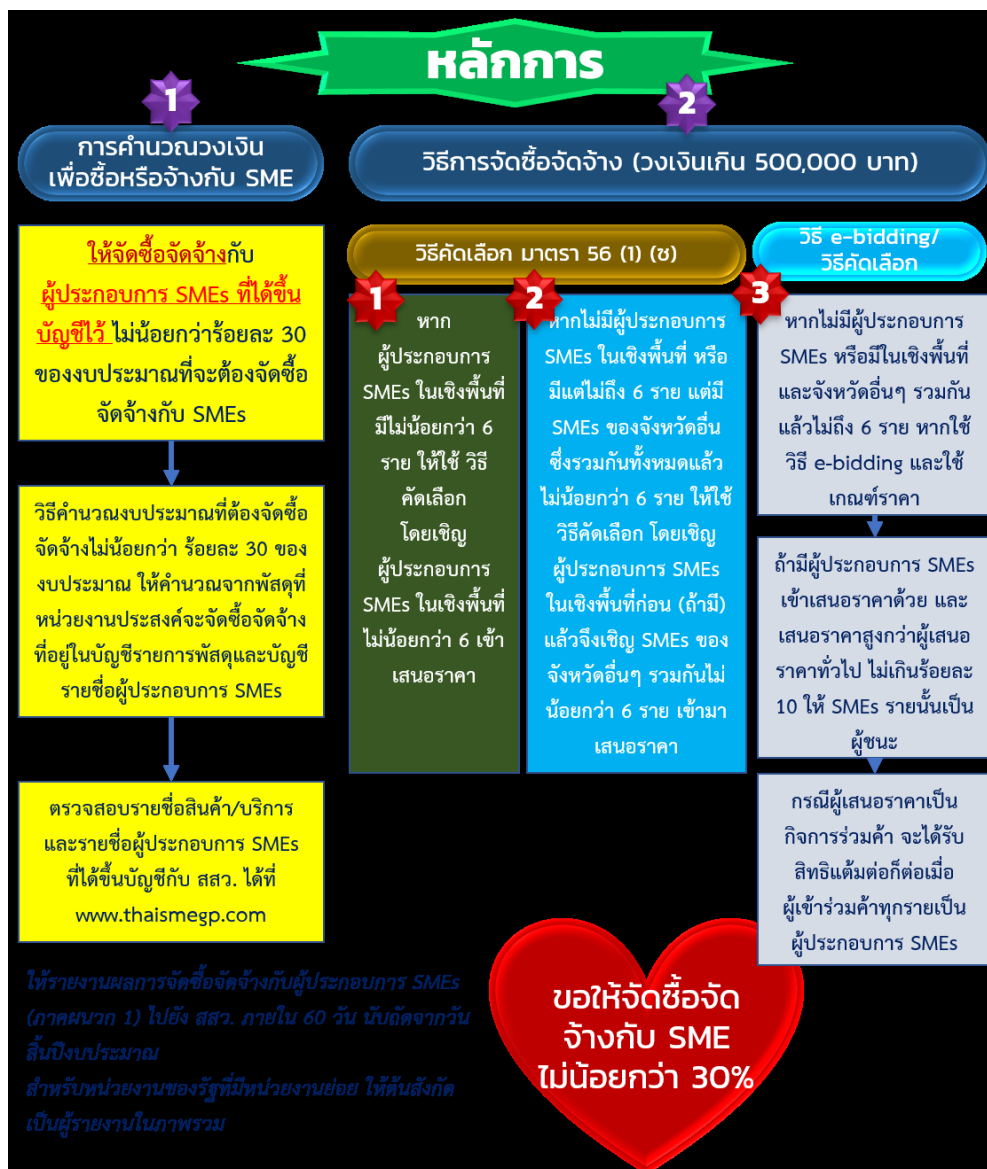 หลักการ
1
การคำนวณวงเงิน
เพื่อซื้อหรือจ้างกับ SME
ให้จัดซื้อจัดจ้างกับ
ผู้ประกอบการ SMEs ที่ได้ขึ้น
บัญชีไว้ ไม่น้อยกว่าร้อยละ 30
ของงบประมาณที่จะต้องจัดซื้อ
จัดจ้างกับ SMEs
วิธีคำนวณงบประมาณที่ต้องจัดซื้อ
จัดจ้างไม่น้อยกว่า ร้อยละ 30 ของ
งบประมาณ ให้คำนวณจากพัสดุที่
หน่วยงานประสงค์จะจัดซื้อจัดจ้าง
ที่อยู่ในบัญชีรายการพัสดุและบัญชี
รายชื่อผู้ประกอบการ SMEs
ตรวจสอบรายชื่อสินค้า/บริการ
และรายชื่อผู้ประกอบการ SMEs
ที่ได้ขึ้นบัญชีกับ สสว. ได้ที่
www.thaismegp.com
ให้รายงานผลการจัดซื้อจัดจ้างกับผู้ประกอบการ SMEs
(ภาคผนวก 1) ไปยัง สสว. ภายใน 60 วัน นับถัดจากวัน
สิ้นปีงบประมาณ
สำหรับหน่วยงานของรัฐที่มีหน่วยงานย่อย ให้ต้นสังกัด
เป็นผู้รายงานในภาพรวม
2
วิธีการจัดซื้อจัดจ้าง (วงเงินเกิน 500,000 บาท)
วิธีคัดเลือก มาตรา 56 (1) (ซ)
1
หาก
ผู้ประกอบการ
SMEs ในเชิงพื้นที่
มีไม่น้อยกว่า 6
ราย ให้ใช้ วิธี
คัดเลือก
โดยเชิญ
ผู้ประกอบการ
SMEs ในเชิงพื้นที่
ไม่น้อยกว่า 6 เข้า
เสนอราคา
2
หากไม่มีผู้ประกอบการ
SMEs ในเชิงพื้นที่ หรือ
มีแต่ไม่ถึง 6 ราย แต่มี
SMEs ของจังหวัดอื่น
ซึ่งรวมกันทั้งหมดแล้ว
ไม่น้อยกว่า 6 ราย ให้ใช้
วิธีคัดเลือก โดยเชิญ
ผู้ประกอบการ SMEs
ในเชิงพื้นที่ก่อน (ถ้ามี)
แล้วจึงเชิญ SMEs ของ
จังหวัดอื่นๆ รวมกันไม่
น้อยกว่า 6 ราย เข้ามา
เสนอราคา
วิธี e-bidding/
วิธีคัดเลือก
3
หากไม่มีผู้ประกอบการ
SMEs หรือมีในเชิงพื้นที่
และจังหวัดอื่นๆ รวมกัน
แล้วไม่ถึง 6 ราย หากใช้
วิธี e-bidding และใช้
เกณฑ์ราคา
ถ้ามีผู้ประกอบการ SMEs
เข้าเสนอราคาด้วย และ
เสนอราคาสูงกว่าผู้เสนอ
ราคาทั่วไป ไม่เกินร้อยละ
10 ให้ SMEs รายนั้นเป็น
ผู้ชนะ
กรณีผู้เสนอราคาเป็น
กิจการร่วมค้า จะได้รับ
สิทธิแต้มต่อก็ต่อเมื่อ
ผู้เข้าร่วมค้าทุกรายเป็น
ผู้ประกอบการ SMEs
ขอให้จัดซื้อจัด
จ้างกับ SME
ไม่น้อยกว่า 30%